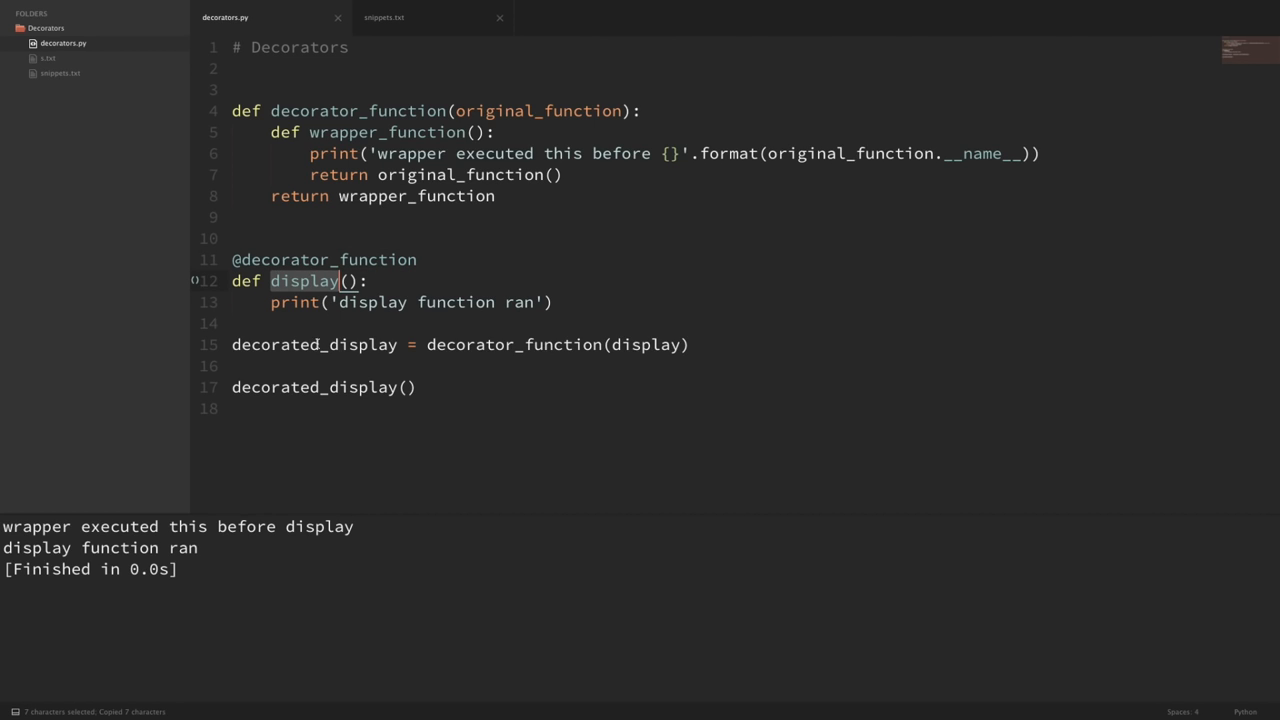 FOLDERS
Decorators
decorators.py
s.txt
snippets.txt
decorators.py
snippets.txt
1 # Decorators
2
3
4 def decorator_function(original_function):
5     def wrapper_function():
6         print('wrapper executed this before {}'.format(original_function.__name__))
7         return original_function()
8     return wrapper_function
9
10
11 @decorator_function
12 def display():
13     print('display function ran')
14
15 decorated_display = decorator_function(display)
16
17 decorated_display()
18
wrapper executed this before display
display function ran
[Finished in 0.0s]
7 characters selected; Copied 7 characters
Spaces: 4
Python